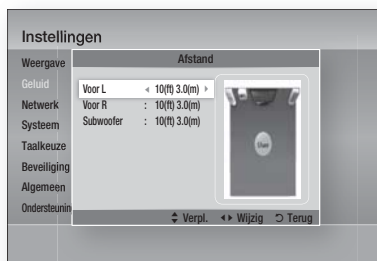 Instellingen
Weergave
Geluid
Netwerk
Systeem
Taalkeuze
Beveiliging
Algemeen
Ondersteunin
Afstand
Voor L ◀ 10(ft) 3.0(m) ▶
Voor R : 10(ft) 3.0(m)
Subwoofer : 10(ft) 3.0(m)
Verpl. Wijzig Terug